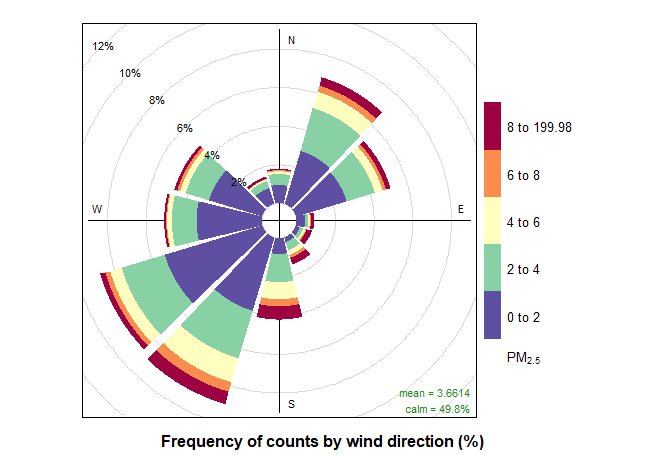 N
12%
10%
8%
6%
4%
2%
W
E
S
8 to 199.98
6 to 8
4 to 6
2 to 4
0 to 2
PM2.5
mean = 3.6614
calm = 49.8%
Frequency of counts by wind direction (%)